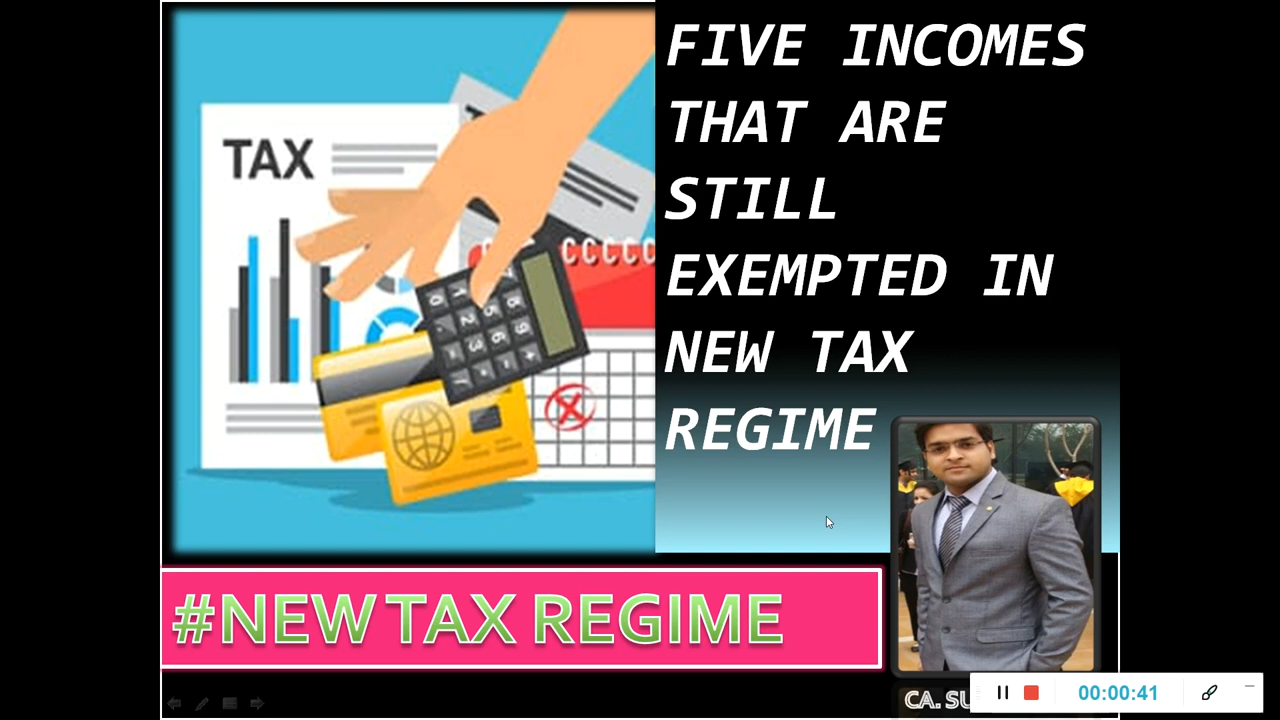 FIVE INCOMES
THAT ARE
STILL
EXEMPTED IN
NEW TAX
REGIME
TAX
#NEW TAX REGIME
CA. SU
00:00:41